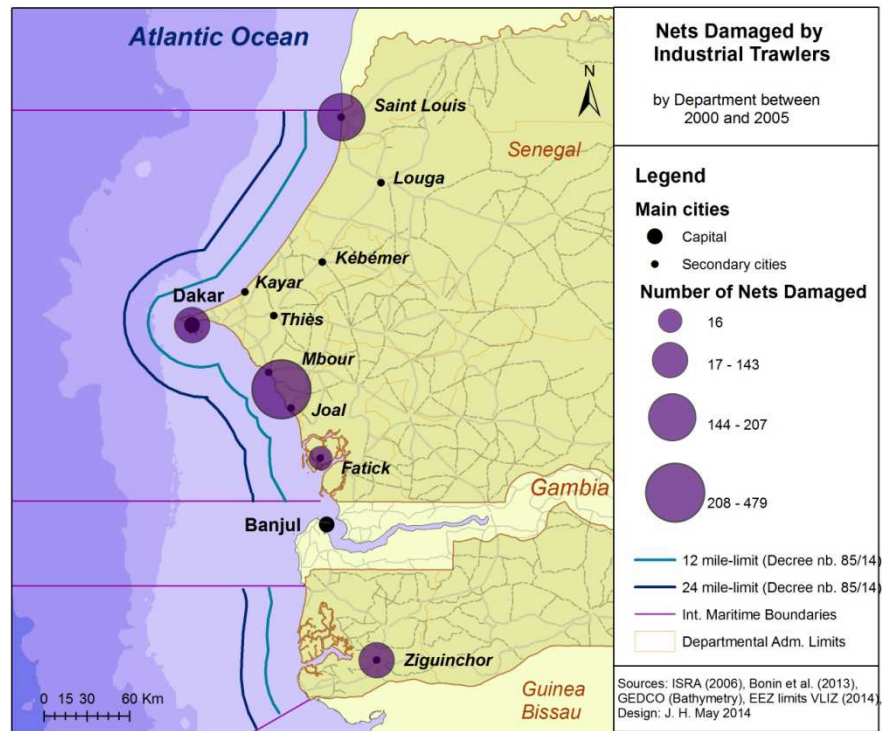 Atlantic Ocean
Saint Louis
Senegal
Louga
Kébémer
Kayar
Dakar
Thiès
Mbour
Joal
Fatick
Gambia
Banjul
Ziguinchor
Guinea
Bissau
N
0 15 30 60 Km
Nets Damaged by
Industrial Trawlers
by Department between
2000 and 2005
Legend
Main cities
Capital
Secondary cities
Number of Nets Damaged
16
17 - 143
144 - 207
208 - 479
12 mile-limit (Decree nb. 85/14)
24 mile-limit (Decree nb. 85/14)
Int. Maritime Boundaries
Departmental Adm. Limits
Sources: ISRA (2006), Bonin et al. (2013),
GEDCO (Bathymetry), EEZ limits VLIZ (2014),
Design: J. H. May 2014